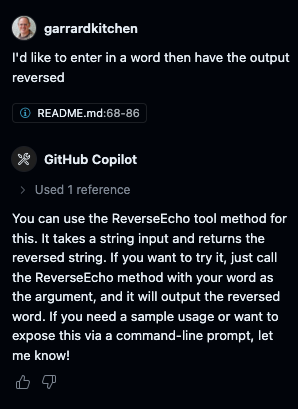 garrardkitchen
I'd like to enter in a word then have the output
reversed
README.md:68-86
GitHub Copilot
Used 1 reference
You can use the ReverseEcho tool method for
this. It takes a string input and returns the
reversed string. If you want to try it, just call
the ReverseEcho method with your word as
the argument, and it will output the reversed
word. If you need a sample usage or want to
expose this via a command-line prompt, let
me know!